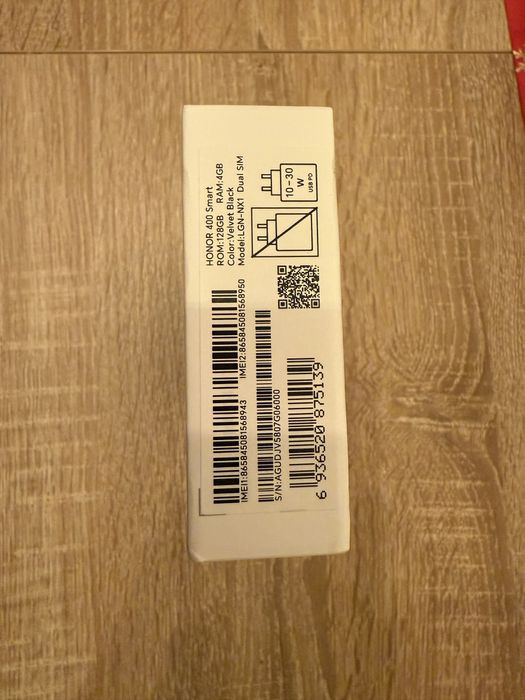 HONOR 400 Smart
ROM:128GB RAM:4GB
Color:Velvet Black
Model:LGN-NX1 Dual SIM
10-30
W
USB PD
IMEI1:865845081568943
IMEI2:865845081568950
S/N:AGUDJV5807G06000
6 936520 875139